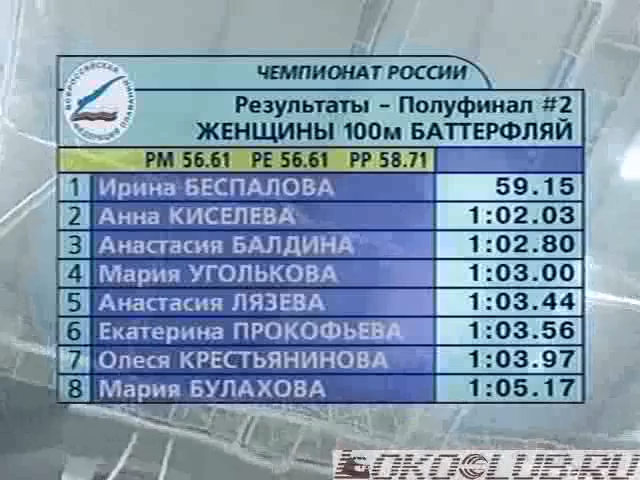 ЧЕМПИОНАТ РОССИИ
Результаты - Полуфинал #2
ЖЕНЩИНЫ 100м БАТТЕРФЛЯЙ
РМ 56.61 РЕ 56.61 РР 58.71
1 Ирина БЕСПАЛОВА 59.15
2 Анна КИСЕЛЕВА 1:02.03
3 Анастасия БАЛДИНА 1:02.80
4 Мария УГОЛЬКОВА 1:03.00
5 Анастасия ЛЯЗЕВА 1:03.44
6 Екатерина ПРОКОФЬЕВА 1:03.56
7 Олеся КРЕСТЬЯНИНОВА 1:03.97
8 Мария БУЛАХОВА 1:05.17
ВСЕРОССИЙСКАЯ ФЕДЕРАЦИЯ ПЛАВАНИЯ